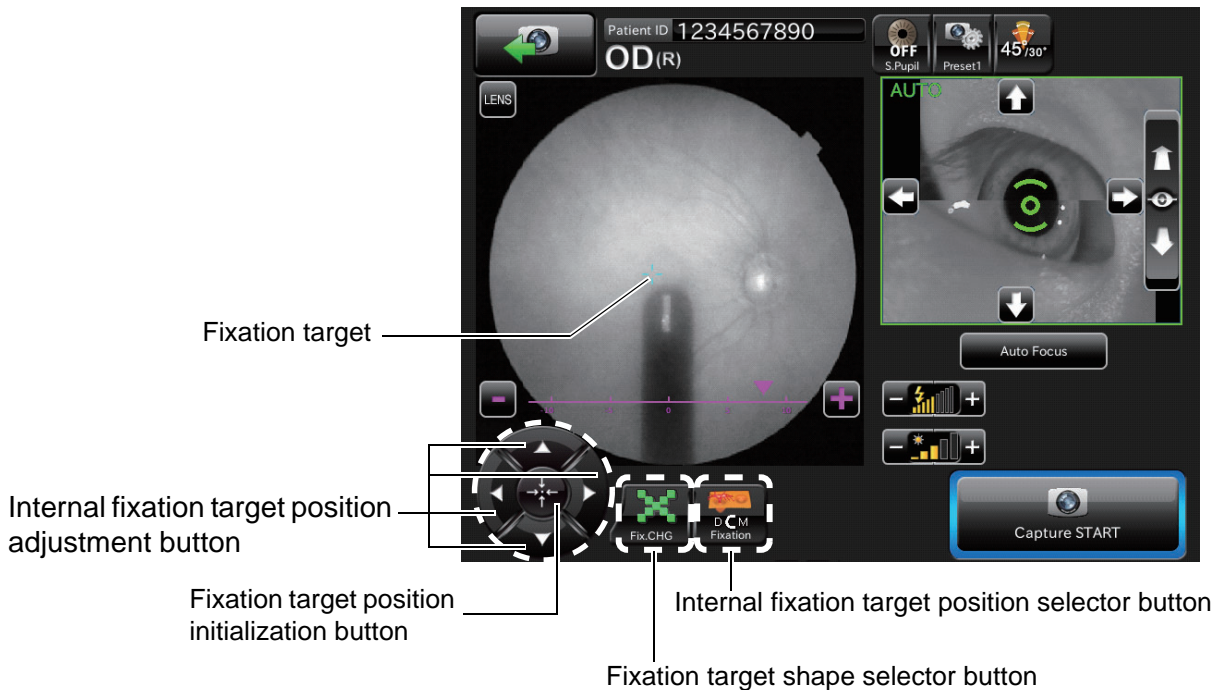 Patient ID 1234567890
OD(R)
OFF
S.Pupil
Preset1
45°/30°
LENS
AUTO
Auto Focus
Fixation target
0
Internal fixation target position
adjustment button
Fix.CHG
D C M
Fixation
Capture START
Fixation target position
initialization button
Internal fixation target position selector button
Fixation target shape selector button